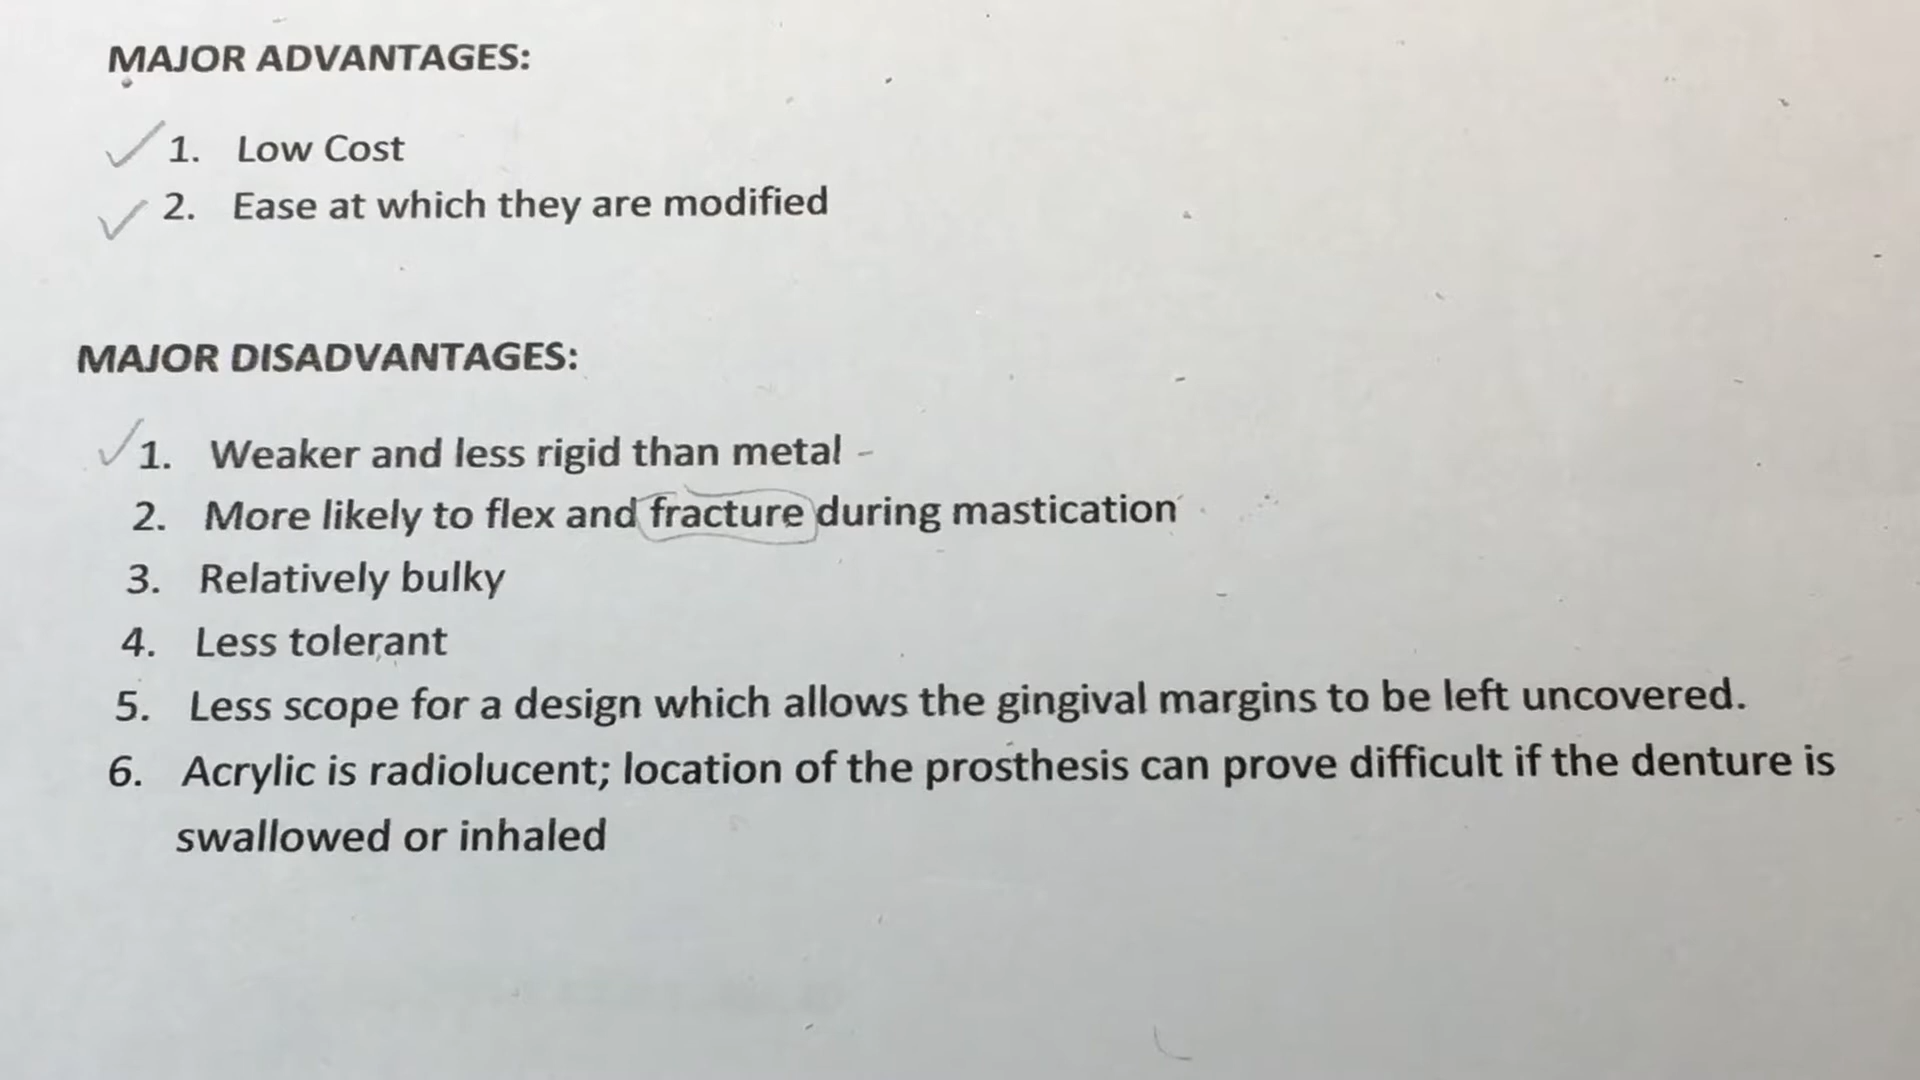 MAJOR ADVANTAGES:
1. Low Cost
2. Ease at which they are modified
MAJOR DISADVANTAGES:
1. Weaker and less rigid than metal -
2. More likely to flex and fracture during mastication
3. Relatively bulky
4. Less tolerant
5. Less scope for a design which allows the gingival margins to be left uncovered.
6. Acrylic is radiolucent; location of the prosthesis can prove difficult if the denture is
swallowed or inhaled